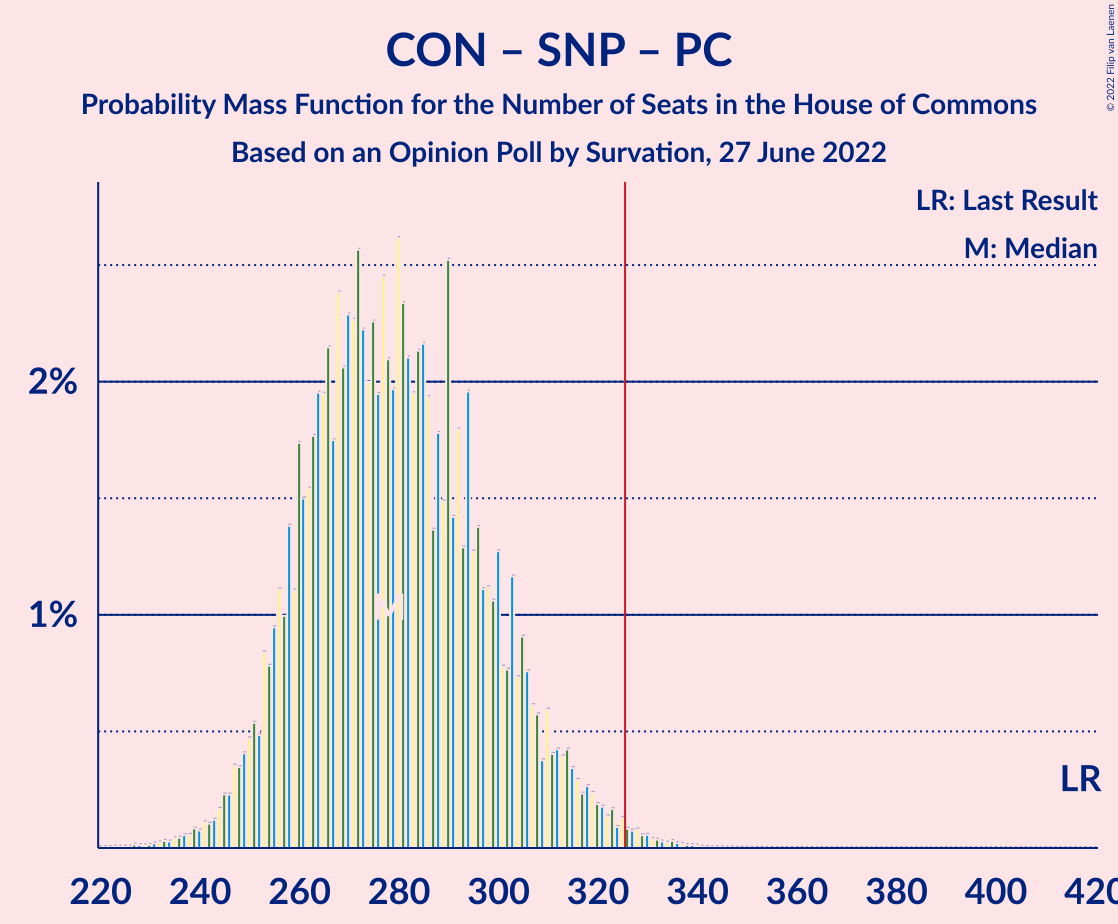 CON – SNP – PC
Probability Mass Function for the Number of Seats in the House of Commons
Based on an Opinion Poll by Survation, 27 June 2022
© 2022 Filip van Laenen
LR: Last Result
M: Median
2%
1%
M
LR
220 240 260 280 300 320 340 360 380 400 420